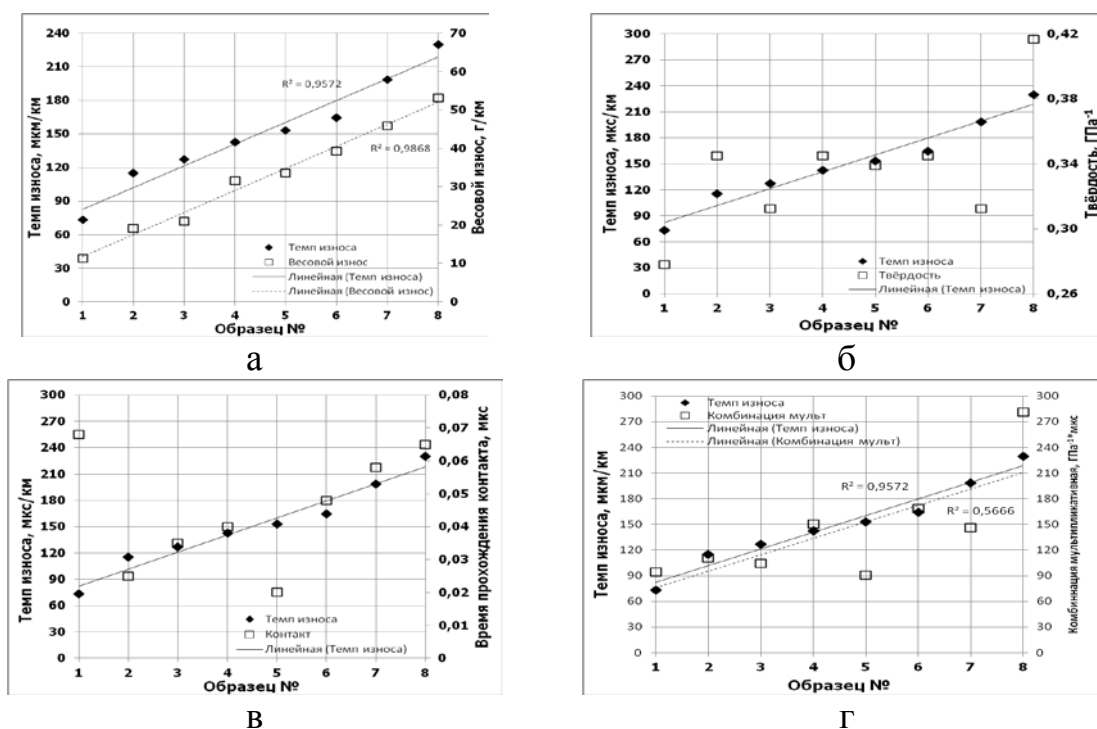 Темп износа, мкм/км
240
210
180
150
120
90
60
30
0
70
60
50
40
30
20
10
0
Весовой износ, г/км
R² = 0,9572
R² = 0,9868
Темп износа
Весовой износ
Линейная (Темп износа)
Линейная (Весовой износ)
1 2 3 4 5 6 7 8
Образец №
а
Темп износа, мкс/км
300
270
240
210
180
150
120
90
60
30
0
0,42
0,38
0,34
0,30
0,26
Твёрдость, ГПа⁻¹
Темп износа
Твёрдость
Линейная (Темп износа)
1 2 3 4 5 6 7 8
Образец №
б
Темп износа, мкс/км
300
270
240
210
180
150
120
90
60
30
0
0,08
0,07
0,06
0,05
0,04
0,03
0,02
0,01
0
Время прохождения контакта, мкс
Темп износа
Контакт
Линейная (Темп износа)
1 2 3 4 5 6 7 8
Образец №
в
Темп износа, мкм/км
300
270
240
210
180
150
120
90
60
30
0
300
270
240
210
180
150
120
90
60
30
0
Комбиннация мультипликативная, ГПа⁻¹*мкс
Темп износа
Комбинация мульт
Линейная (Темп износа)
Линейная (Комбинация мульт)
R² = 0,9572
R² = 0,5666
1 2 3 4 5 6 7 8
Образец №
г